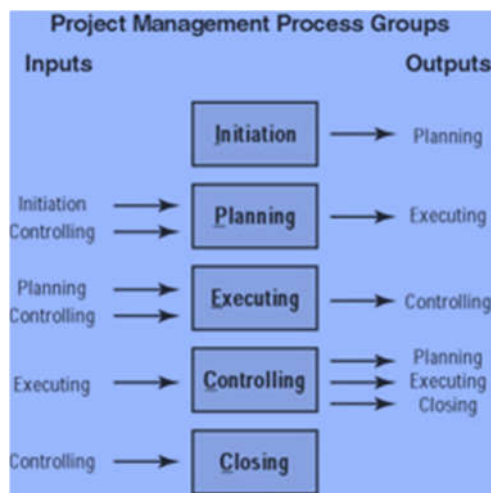 Project Management Process Groups
Inputs Outputs
Initiation Planning
Initiation
Controlling
Planning
Executing
Planning
Controlling
Executing
Controlling
Executing
Controlling
Planning
Executing
Closing
Controlling
Closing